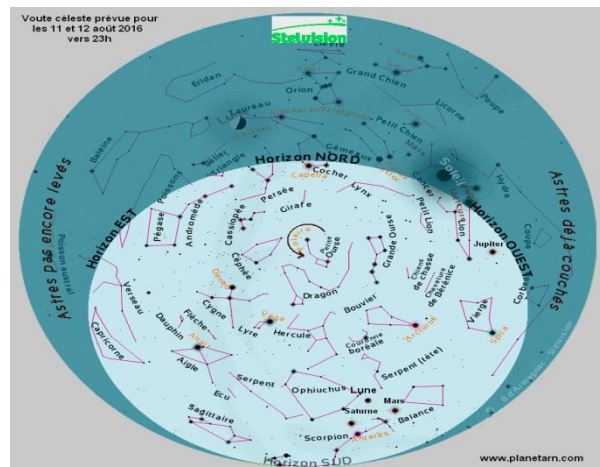 Voute céleste prévue pour
les 11 et 12 août 2016
vers 23h
Stelvision
Eridan
Orion
Grand Chien
Licorne
Poupe
Taureau
Petit Chien
Gémeaux
Baleine
Poissons
Bélier
Triangle
Horizon NORD
Capella
Cocher
Lynx
Soleil
Hydre
Astres pas encore levés
Astres déjà couchés
Horizon EST
Horizon OUEST
Poisson austral
Pégase
Andromède
Cassiopée
Persée
Girafe
Polaire
Petite
Ourse
Grande Ourse
Petit Lion
Lion
Jupiter
Coupe
Corbeau
Chiens
de chasse
Chevelure
de Bérénice
Céphée
Deneb
Cygne
Dragon
Bouvier
Vierge
Spica
Verseau
Capricorne
Dauphin
Flèche
Altaïr
Aigle
Lyre
Véga
Hercule
Couronne
boréale
Arcturus
Serpent (tête)
Ecu
Serpent
Ophiuchus
Lune
Mars
Saturne
Balance
Sagittaire
Scorpion
Antarès
Horizon SUD
www.planetarn.com